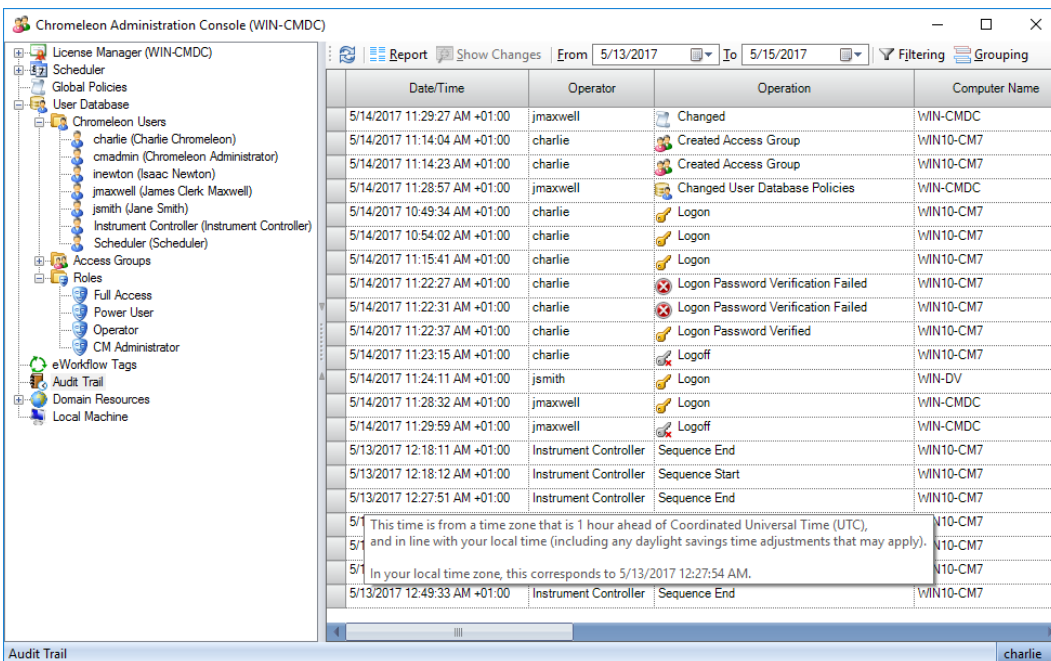 Chromeleon Administration Console (WIN-CMDC)
License Manager (WIN-CMDC)
Scheduler
Global Policies
User Database
Chromeleon Users
charlie (Charlie Chromeleon)
cmadmin (Chromeleon Administrator)
inewton (Isaac Newton)
jmaxwell (James Clerk Maxwell)
jsmith (Jane Smith)
Instrument Controller (Instrument Controller)
Scheduler (Scheduler)
Access Groups
Roles
Full Access
Power User
Operator
CM Administrator
eWorkflow Tags
Audit Trail
Domain Resources
Local Machine
Report Show Changes From 5/13/2017 To 5/15/2017 Filtering Grouping
Date/Time Operator Operation Computer Name
5/14/2017 11:29:27 AM +01:00 jmaxwell Changed WIN-CMDC
5/14/2017 11:14:04 AM +01:00 charlie Created Access Group WIN10-CM7
5/14/2017 11:14:23 AM +01:00 charlie Created Access Group WIN10-CM7
5/14/2017 11:28:57 AM +01:00 jmaxwell Changed User Database Policies WIN-CMDC
5/14/2017 10:49:34 AM +01:00 charlie Logon WIN10-CM7
5/14/2017 10:54:02 AM +01:00 charlie Logon WIN10-CM7
5/14/2017 11:15:41 AM +01:00 charlie Logon WIN10-CM7
5/14/2017 11:22:27 AM +01:00 charlie Logon Password Verification Failed WIN10-CM7
5/14/2017 11:22:31 AM +01:00 charlie Logon Password Verification Failed WIN10-CM7
5/14/2017 11:22:37 AM +01:00 charlie Logon Password Verified WIN10-CM7
5/14/2017 11:23:15 AM +01:00 charlie Logoff WIN10-CM7
5/14/2017 11:24:11 AM +01:00 jsmith Logon WIN-DV
5/14/2017 11:28:32 AM +01:00 jmaxwell Logon WIN-CMDC
5/14/2017 11:29:59 AM +01:00 jmaxwell Logoff WIN-CMDC
5/13/2017 12:18:11 AM +01:00 Instrument Controller Sequence End WIN10-CM7
5/13/2017 12:18:12 AM +01:00 Instrument Controller Sequence Start WIN10-CM7
5/13/2017 12:27:51 AM +01:00 Instrument Controller Sequence End WIN10-CM7
This time is from a time zone that is 1 hour ahead of Coordinated Universal Time (UTC),
and in line with your local time (including any daylight savings time adjustments that may apply).
In your local time zone, this corresponds to 5/13/2017 12:27:54 AM.
5/13/2017 12:49:33 AM +01:00 Instrument Controller Sequence End WIN10-CM7
Audit Trail charlie